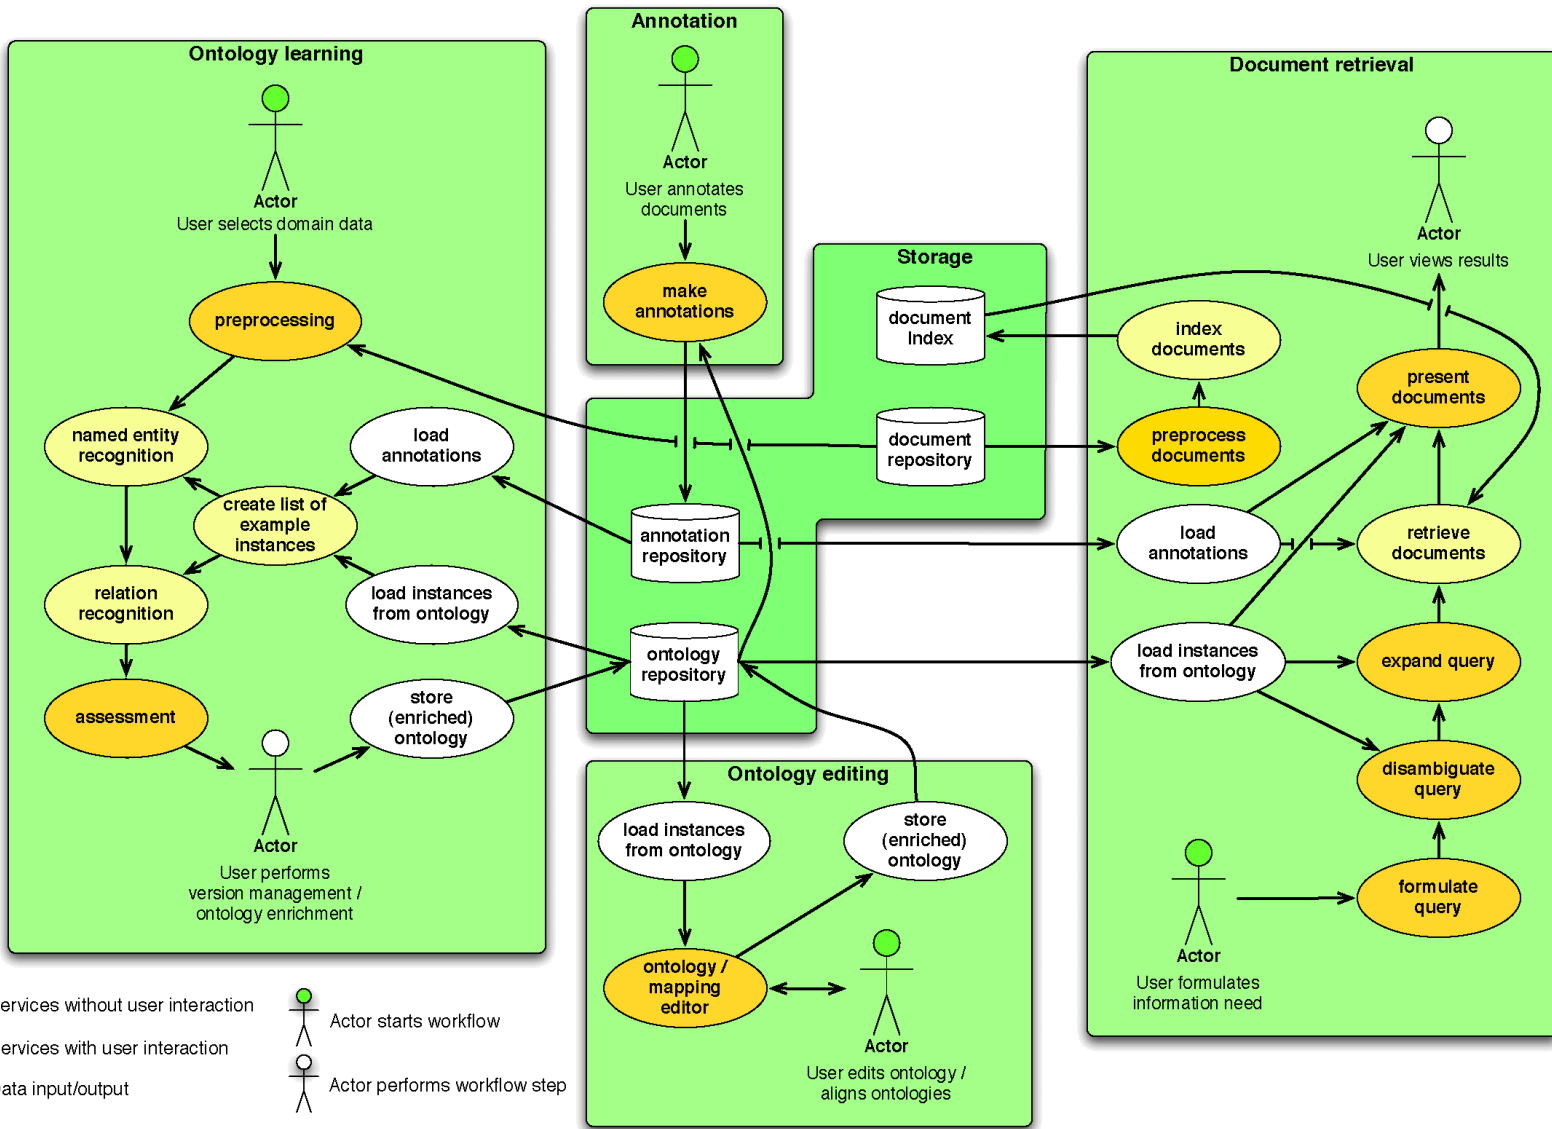 Ontology learning
Actor
User selects domain data
preprocessing
named entity
recognition
load
annotations
create list of
example
instances
relation
recognition
load instances
from ontology
assessment
store
(enriched)
ontology
Actor
User performs
version management /
ontology enrichment
Annotation
Actor
User annotates
documents
make
annotations
Storage
document
Index
document
repository
annotation
repository
ontology
repository
Ontology editing
load instances
from ontology
store
(enriched)
ontology
ontology /
mapping
editor
Actor
User edits ontology /
aligns ontologies
Document retrieval
Actor
User views results
index
documents
present
documents
preprocess
documents
load
annotations
retrieve
documents
load instances
from ontology
expand query
disambiguate
query
formulate
query
Actor
User formulates
information need
ervices without user interaction
ervices with user interaction
ata input/output
Actor starts workflow
Actor performs workflow step